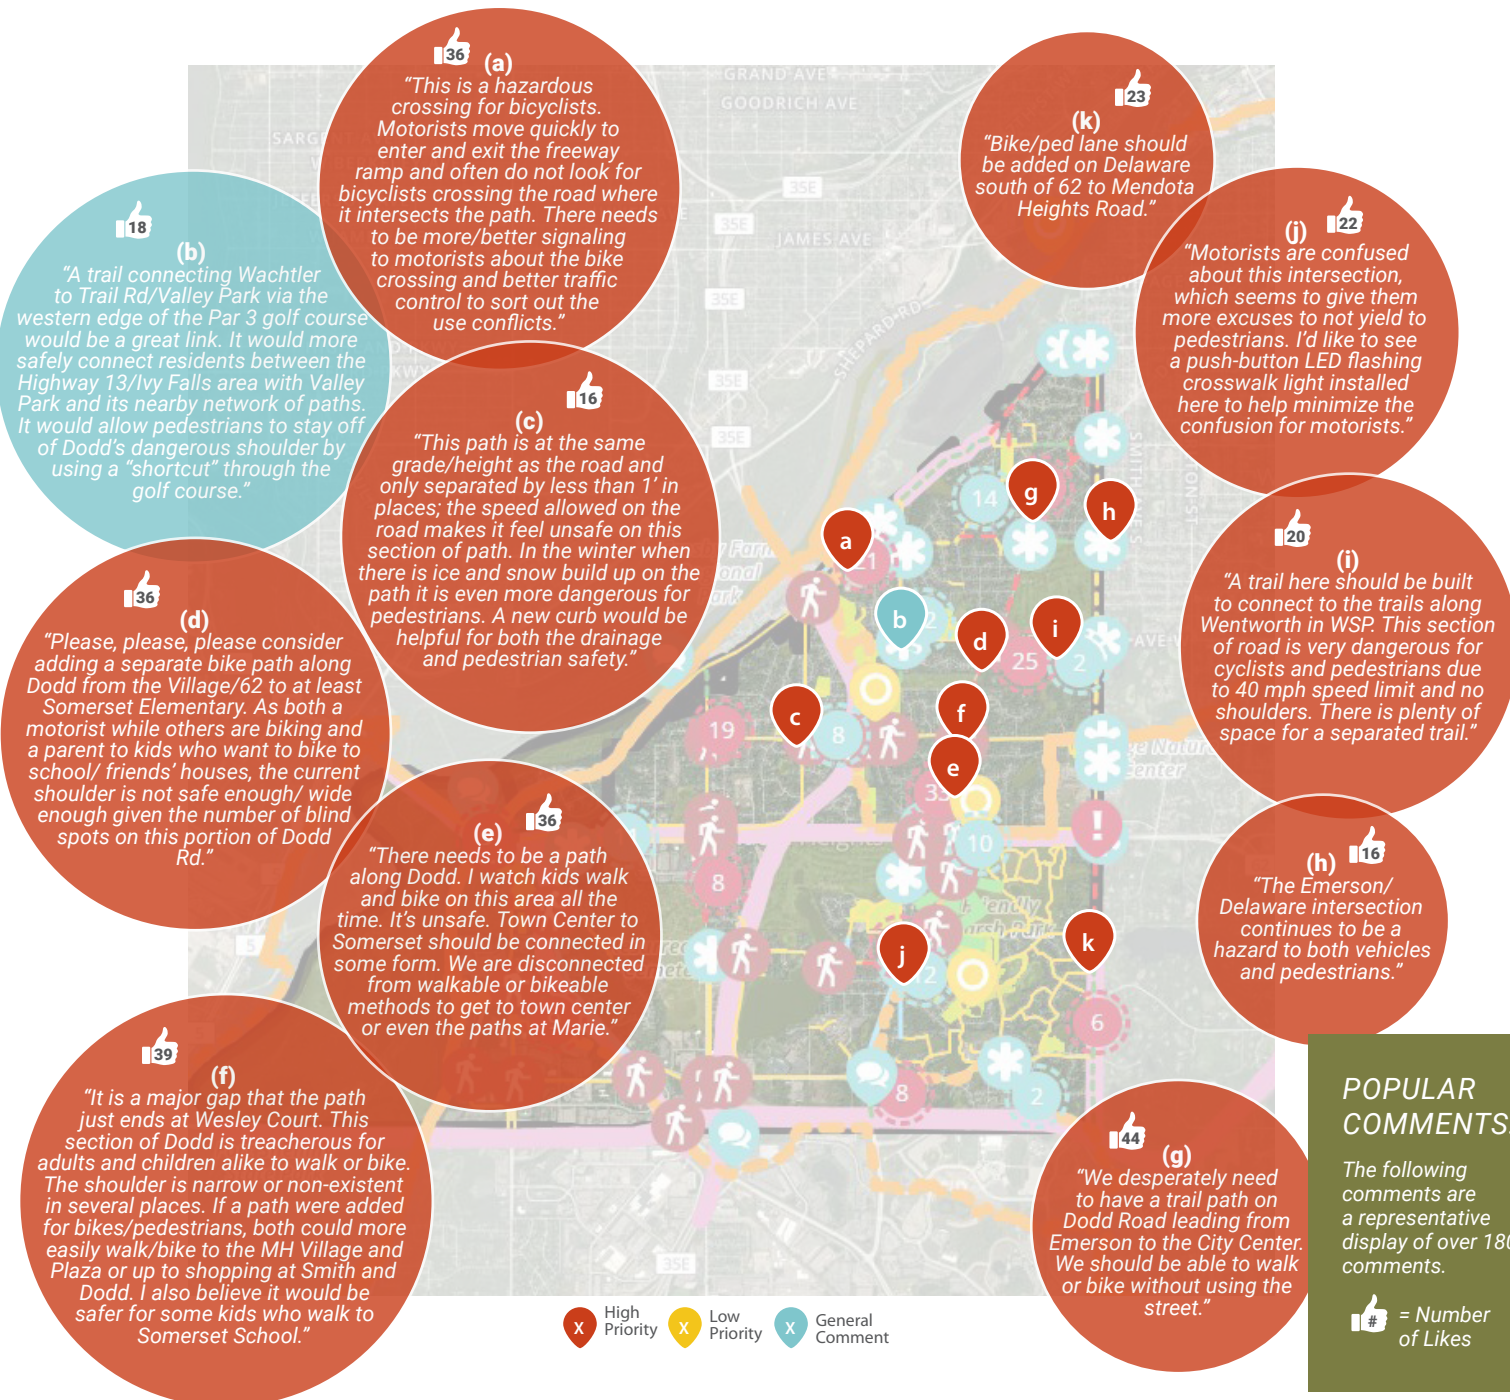 36
(a)
“This is a hazardous
crossing for bicyclists.
Motorists move quickly to
enter and exit the freeway
ramp and often do not look for
bicyclists crossing the road where
it intersects the path. There needs
to be more/better signaling
to motorists about the bike
crossing and better traffic
control to sort out the
use conflicts.”
18
(b)
“A trail connecting Wachtler
to Trail Rd/Valley Park via the
western edge of the Par 3 golf course
would be a great link. It would more
safely connect residents between the
Highway 13/Ivy Falls area with Valley
Park and its nearby network of paths.
It would allow pedestrians to stay off
of Dodd’s dangerous shoulder by
using a “shortcut” through the
golf course.”
16
(c)
“This path is at the same
grade/height as the road and
only separated by less than 1’ in
places; the speed allowed on the
road makes it feel unsafe on this
section of path. In the winter when
there is ice and snow build up on the
path it is even more dangerous for
pedestrians. A new curb would be
helpful for both the drainage
and pedestrian safety.”
36
(d)
“Please, please, please consider
adding a separate bike path along
Dodd from the Village/62 to at least
Somerset Elementary. As both a
motorist while others are biking and
a parent to kids who want to bike to
school/ friends’ houses, the current
shoulder is not safe enough/ wide
enough given the number of blind
spots on this portion of Dodd
Rd.”
36
(e)
“There needs to be a path
along Dodd. I watch kids walk
and bike on this area all the
time. It’s unsafe. Town Center to
Somerset should be connected in
some form. We are disconnected
from walkable or bikeable
methods to get to town center
or even the paths at Marie.”
39
(f)
“It is a major gap that the path
just ends at Wesley Court. This
section of Dodd is treacherous for
adults and children alike to walk or bike.
The shoulder is narrow or non-existent
in several places. If a path were added
for bikes/pedestrians, both could more
easily walk/bike to the MH Village and
Plaza or up to shopping at Smith and
Dodd. I also believe it would be
safer for some kids who walk to
Somerset School.”
23
(k)
“Bike/ped lane should
be added on Delaware
south of 62 to Mendota
Heights Road.”
22
(j)
“Motorists are confused
about this intersection,
which seems to give them
more excuses to not yield to
pedestrians. I’d like to see
a push-button LED flashing
crosswalk light installed
here to help minimize the
confusion for motorists.”
20
(i)
“A trail here should be built
to connect to the trails along
Wentworth in WSP. This section
of road is very dangerous for
cyclists and pedestrians due
to 40 mph speed limit and no
shoulders. There is plenty of
space for a separated trail.”
16
(h)
“The Emerson/
Delaware intersection
continues to be a
hazard to both vehicles
and pedestrians.”
44
(g)
“We desperately need
to have a trail path on
Dodd Road leading from
Emerson to the City Center.
We should be able to walk
or bike without using the
street.”
GRAND AVE
GOODRICH AVE
35E
35E
JAMES AVE
35E
SHEPARD RD
35E
35E
14
g
h
a
21
b
2
d
i
25
2
c
f
19
8
e
33
10
8
j
k
12
6
8
2
5
35E
X
High
Priority
X
Low
Priority
X
General
Comment
POPULAR
COMMENTS
The following
comments are
a representative
display of over 180
comments.
#
= Number
of Likes